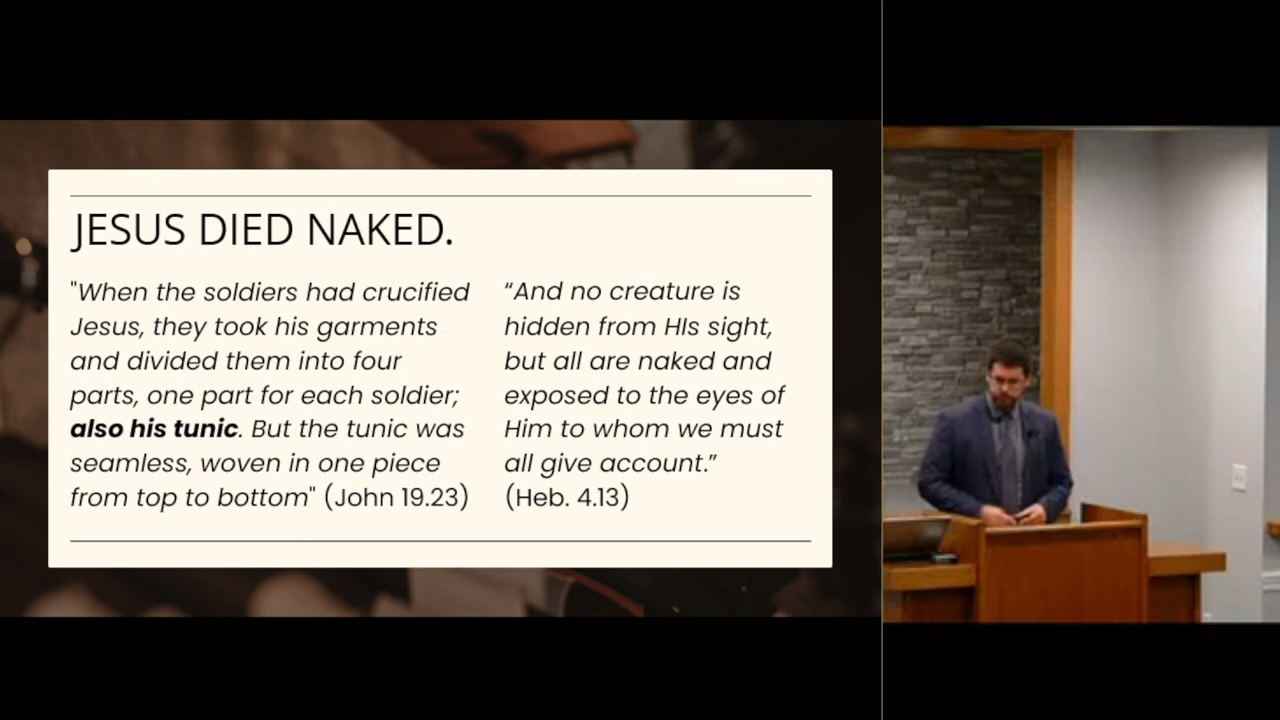 JESUS DIED NAKED.
"When the soldiers had crucified
Jesus, they took his garments
and divided them into four
parts, one part for each soldier;
also his tunic. But the tunic was
seamless, woven in one piece
from top to bottom" (John 19.23)
“And no creature is
hidden from HIs sight,
but all are naked and
exposed to the eyes of
Him to whom we must
all give account.”
(Heb. 4.13)